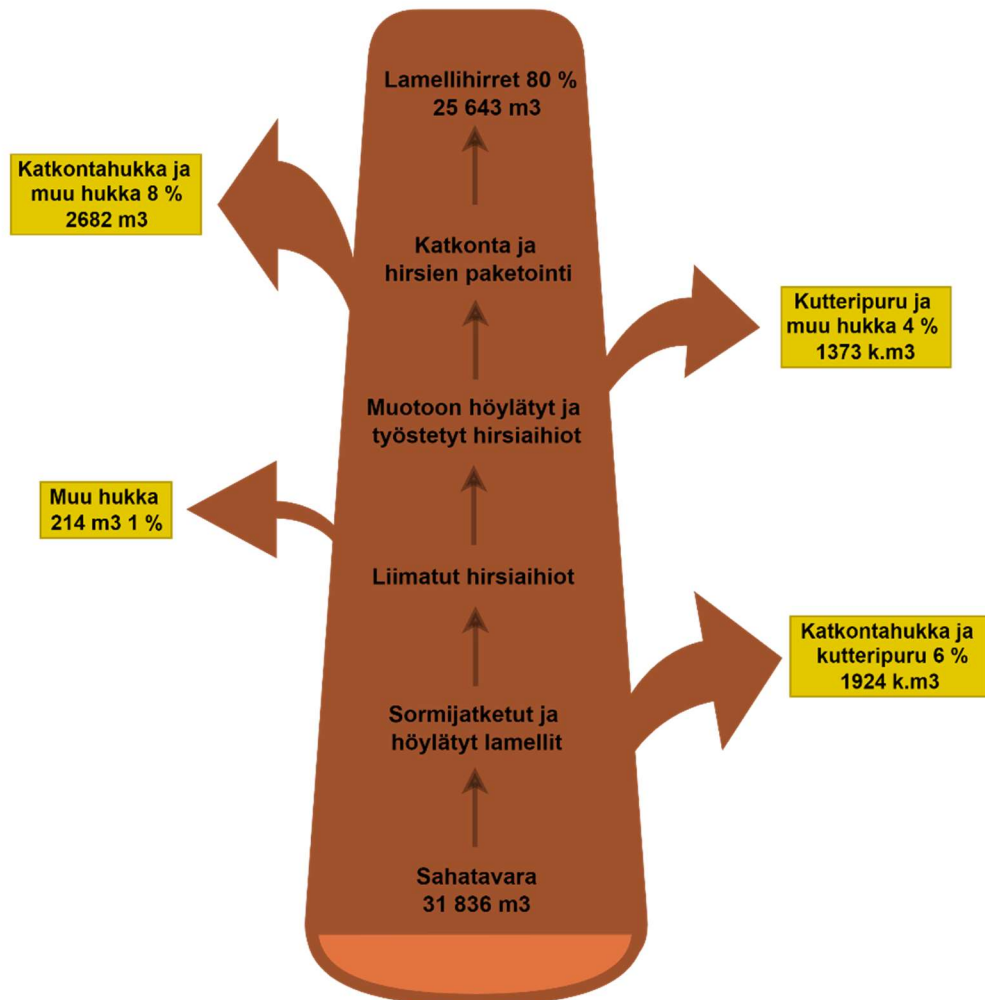 Lamellihirret 80 %
25 643 m3
Katkontahukka ja
muu hukka 8 %
2682 m3
Katkonta ja
hirsien paketointi
Kutteripuru ja
muu hukka 4 %
1373 k.m3
Muotoon höylätyt ja
työstetyt hirsiaihiot
Muu hukka
214 m3 1 %
Liimatut hirsiaihiot
Katkontahukka ja
kutteripuru 6 %
1924 k.m3
Sormijatketut ja
höylätyt lamellit
Sahatavara
31 836 m3